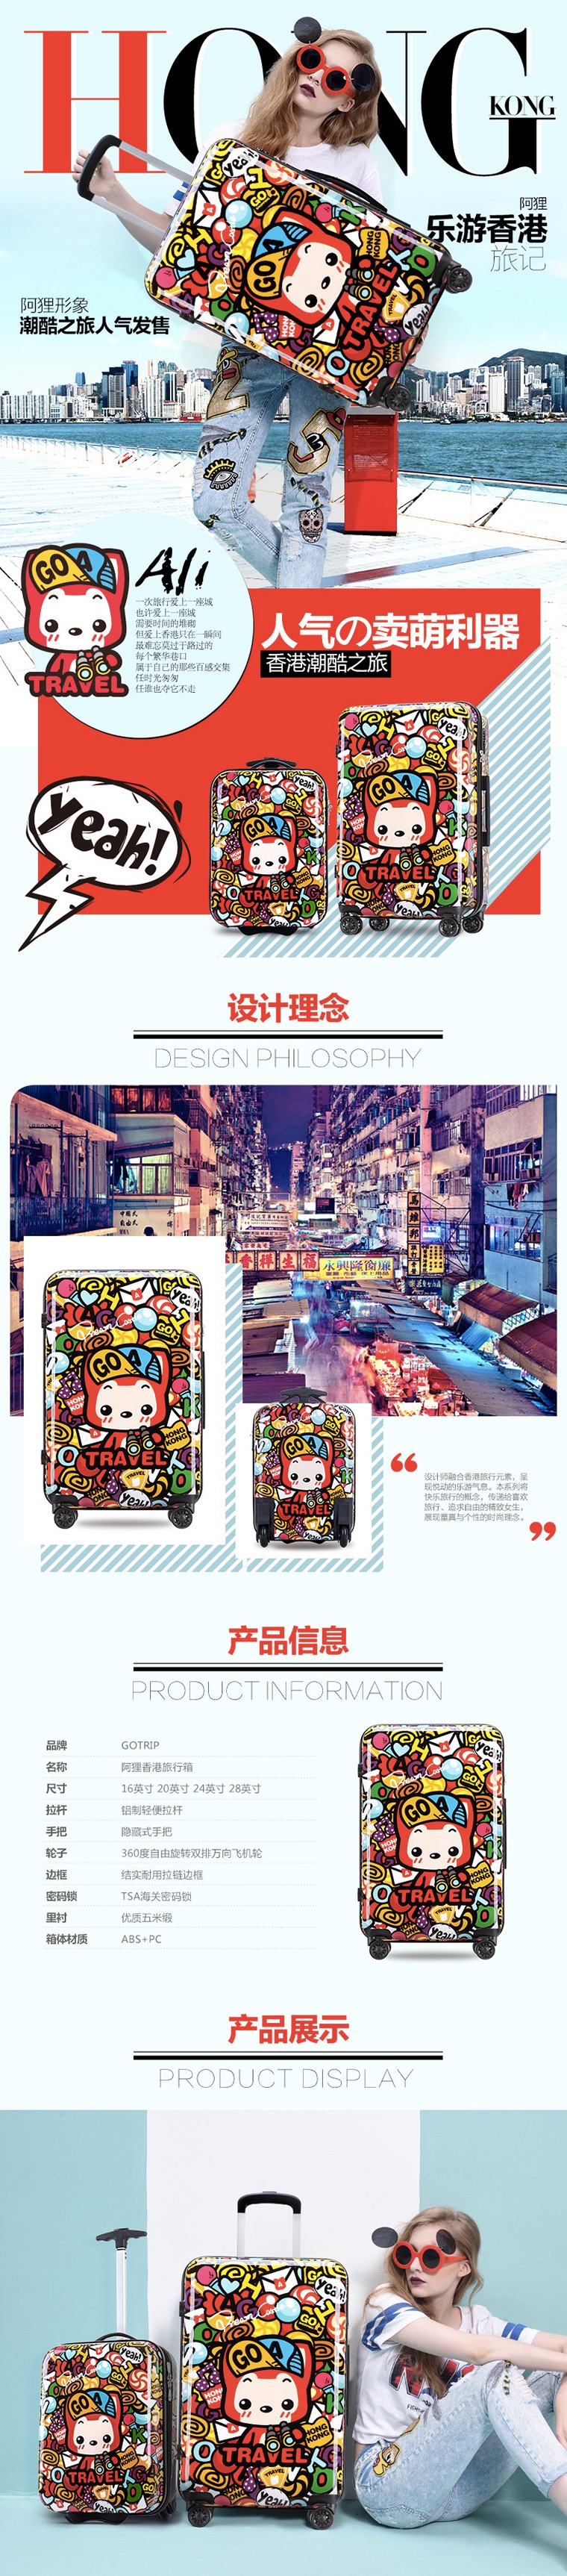 HONG
KONG
阿狸
乐游香港
旅记
阿狸形象
潮酷之旅人气发售
Ali
一次旅行爱上一座城
也许爱上一座城
需要时间的堆砌
但爱上香港只在一瞬间
最难忘莫过于路过的
每个繁华巷口
属于自己的那些百感交集
任时光匆匆
任谁也夺它不走
GO
TRAVEL
人气の卖萌利器
香港潮酷之旅
yeah!
设计理念
DESIGN PHILOSOPHY
永興隆窗簾
设计师融合香港旅行元素，呈
现悦动的乐游气息。本系列将
快乐旅行的概念，传递给喜欢
旅行、追求自由的精致女生，
展现童真与个性的时尚理念。
产品信息
PRODUCT INFORMATION
品牌 GOTRIP
名称 阿狸香港旅行箱
尺寸 16英寸 20英寸 24英寸 28英寸
拉杆 铝制轻便拉杆
手把 隐藏式手把
轮子 360度自由旋转双排万向飞机轮
边框 结实耐用拉链边框
密码锁 TSA海关密码锁
里衬 优质五米缎
箱体材质 ABS+PC
产品展示
PRODUCT DISPLAY
GO
TRAVEL
HONG KONG
yeah!